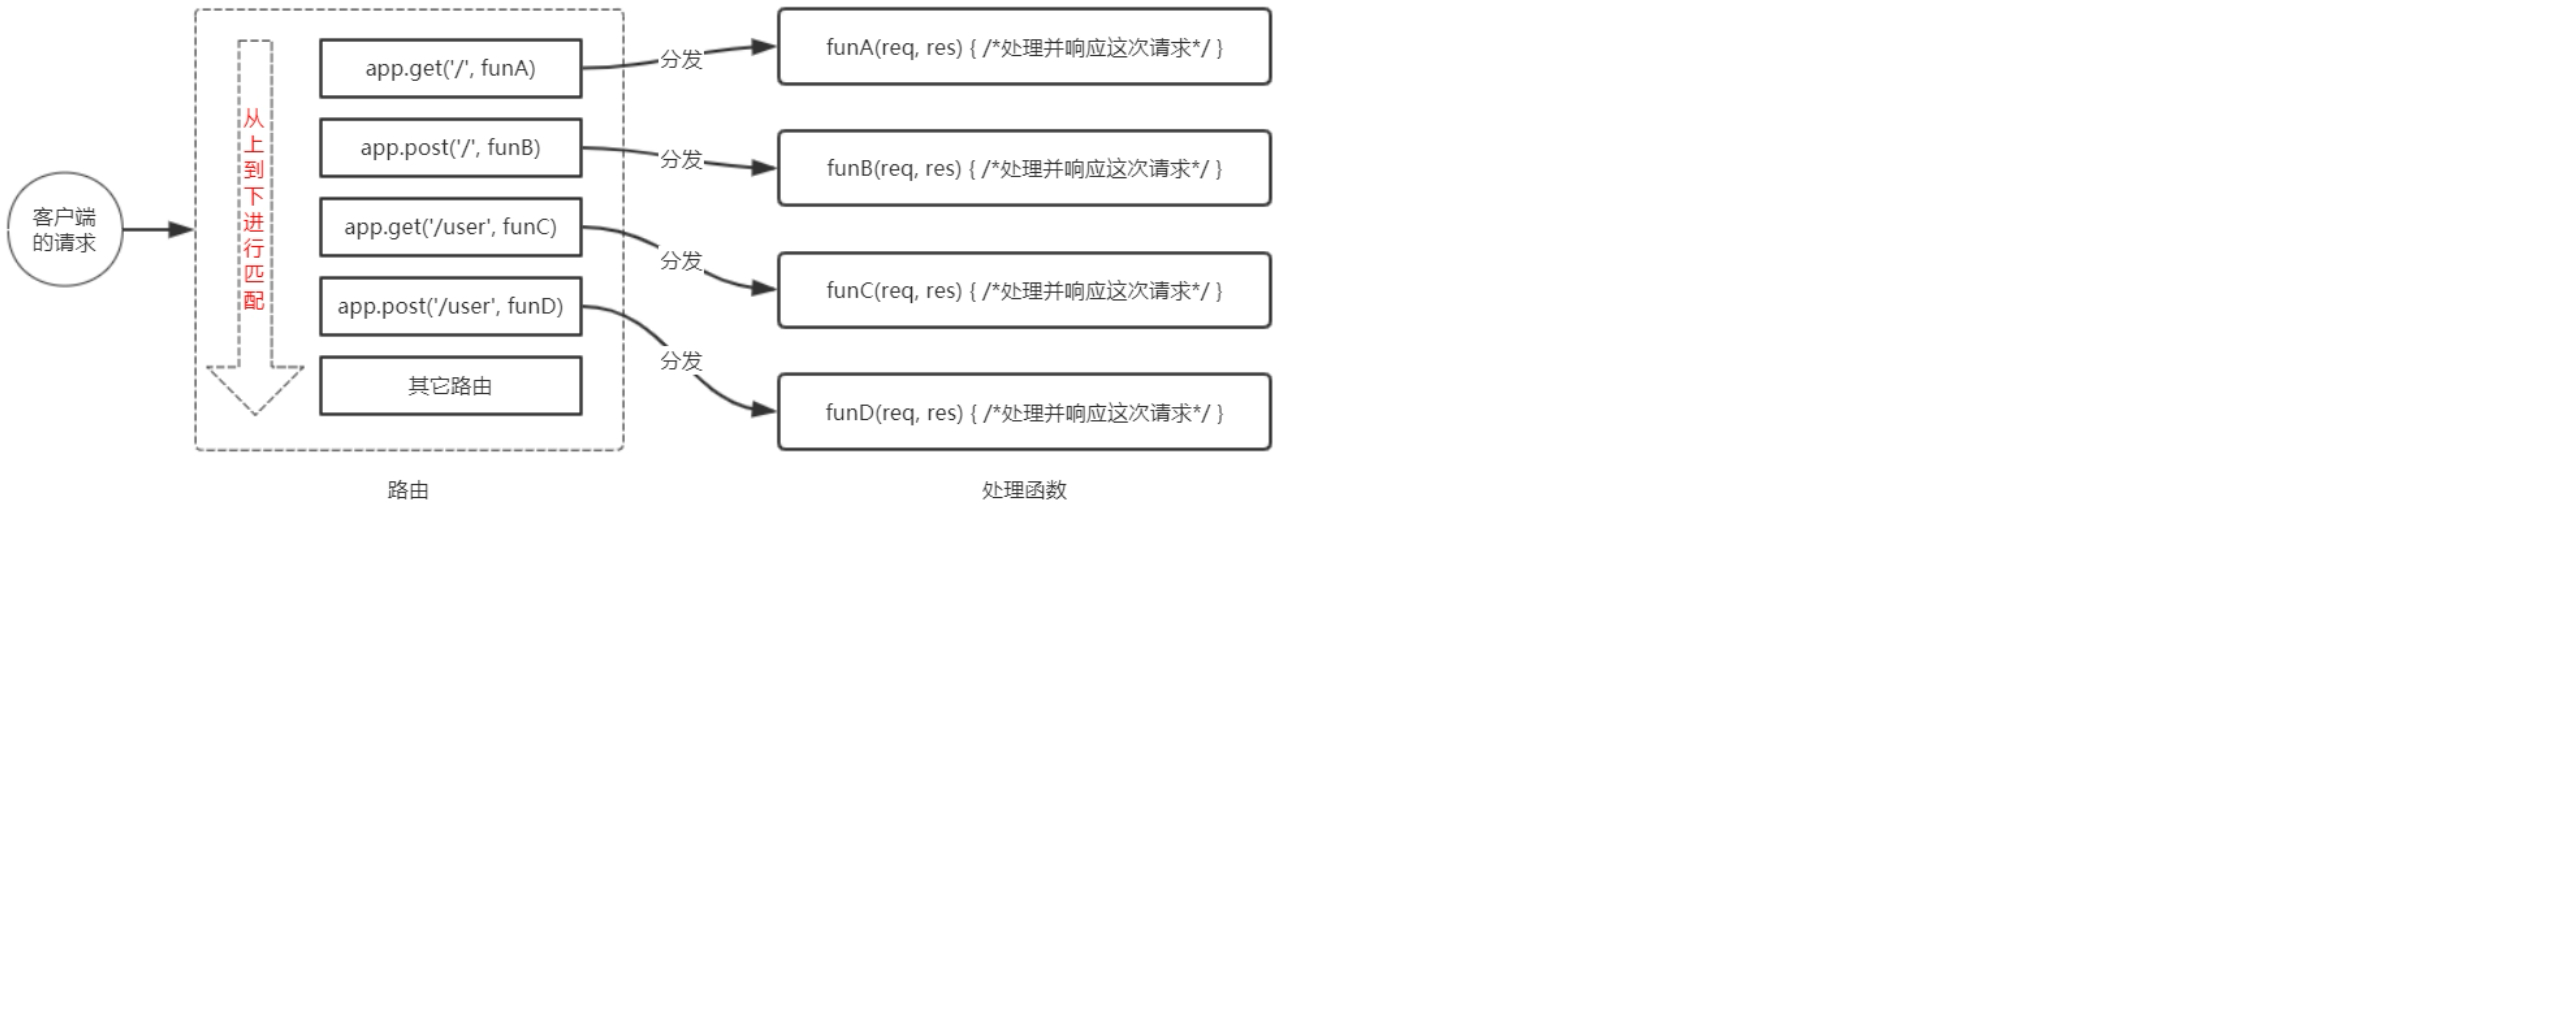 客户端
的请求
从上到下进行匹配
app.get('/', funA)
app.post('/', funB)
app.get('/user', funC)
app.post('/user', funD)
其它路由
分发
分发
分发
分发
funA(req, res) { /*处理并响应这次请求*/ }
funB(req, res) { /*处理并响应这次请求*/ }
funC(req, res) { /*处理并响应这次请求*/ }
funD(req, res) { /*处理并响应这次请求*/ }
路由
处理函数